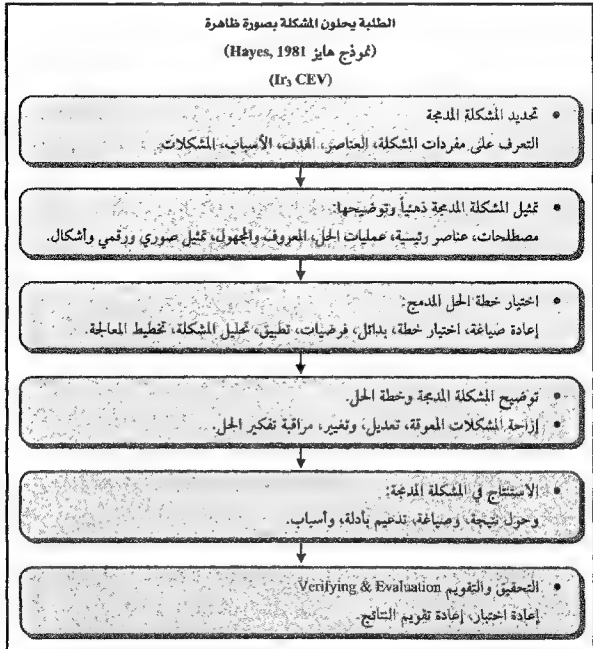 الطلبة يحلون المشكلة بصورة ظاهرة
(نموذج هايز Hayes, 1981)
(Ir₃ CEV)
• تحديد المشكلة المدمجة
التعرف على مفردات المشكلة، العناصر، الهدف، الأسباب، المشكلات
• تمثيل المشكلة المدمجة ذهنياً وتوضيحها:
مصطلحات، عناصر رئيسية، عمليات الحل، المعروف والمجهول، تمثيل صوري ورقمي وأشكال.
• اختيار خطة الحل المدمج:
إعادة صياغة، اختيار خطة، بدائل، فرضيات، تطبيق، تحليل المشكلة، تخطيط المعالجة.
• توضيح المشكلة المدمجة وخطة الحل.
• إزاحة المشكلات المعوقة، تعديل، وتغيير، مراقبة تفكير الحل.
• الاستنتاج في المشكلة المدمجة:
وحول نتيجة، وصياغة، تدعيم بأدلة، وأسباب.
• التحقيق والتقويم Verifying & Evaluation
إعادة اختبار، إعادة تقويم النتائج